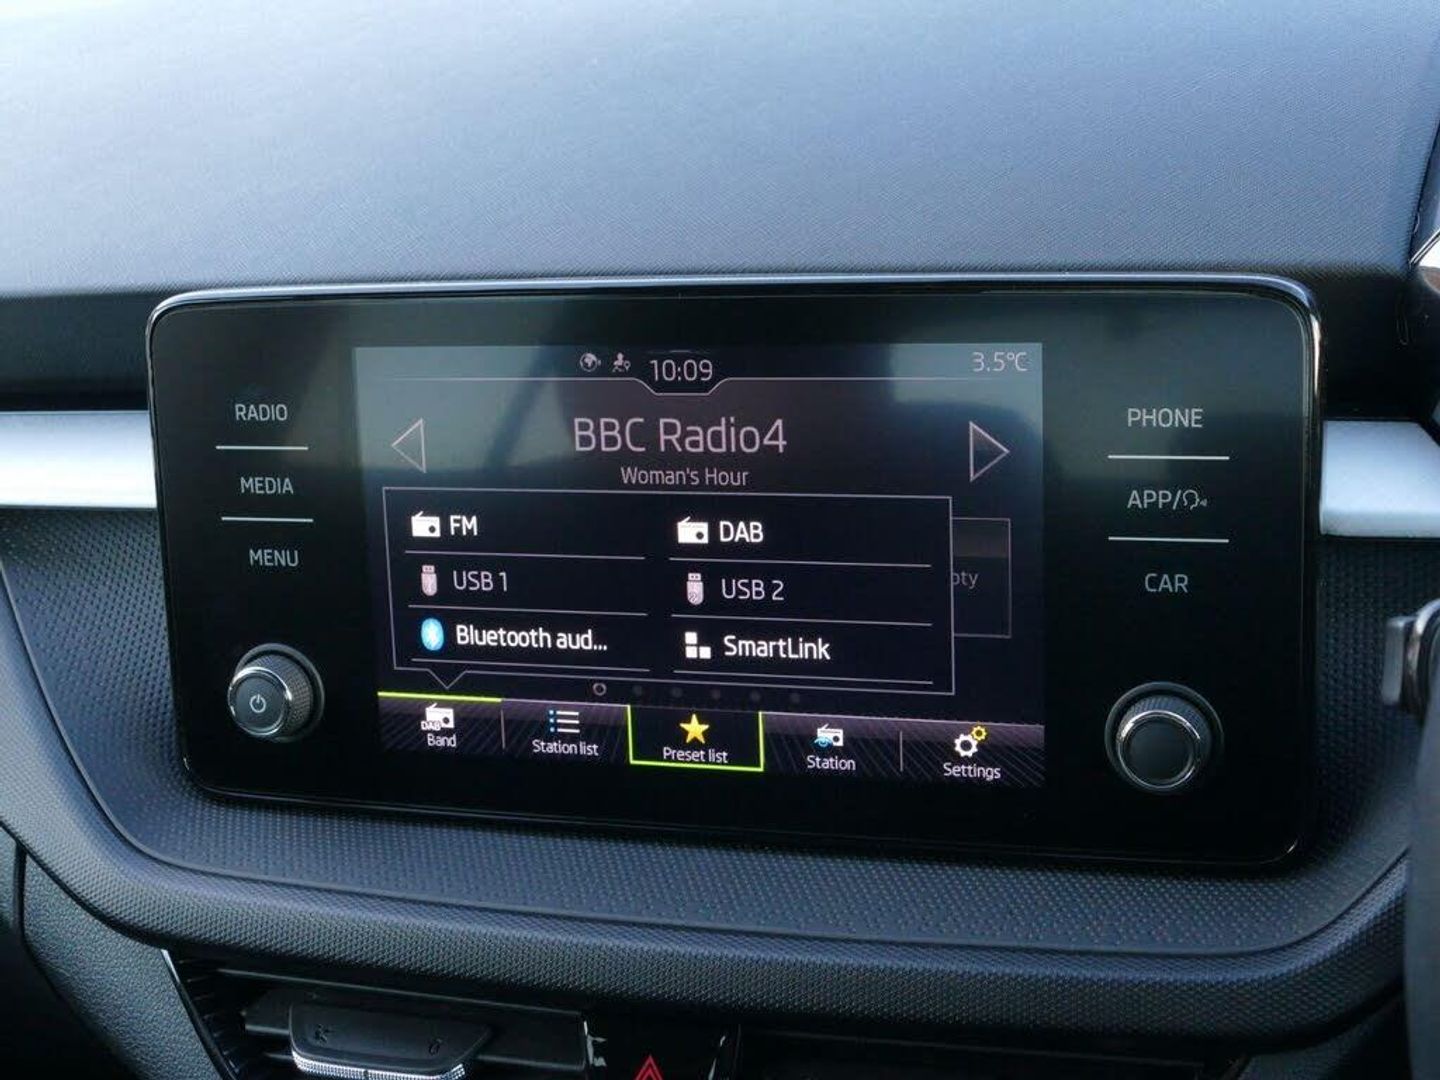 10:09
3.5°C
BBC Radio4
Woman's Hour
RADIO
MEDIA
MENU
PHONE
APP/
CAR
FM
DAB
USB 1
USB 2
Bluetooth aud...
SmartLink
DAB
Band
Station list
Preset list
Station
Settings